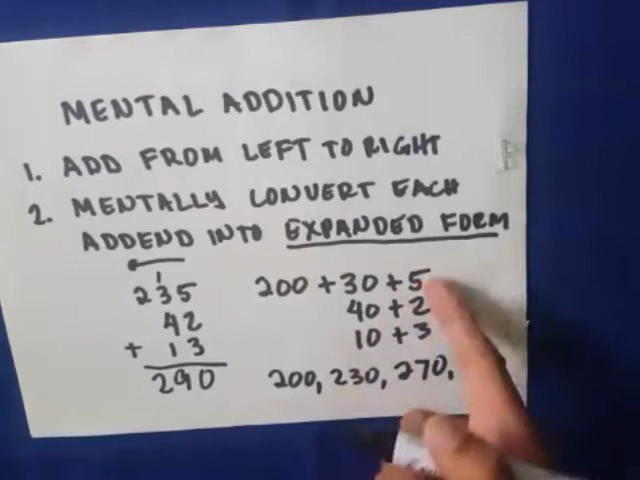 MENTAL ADDITION
1. ADD FROM LEFT TO RIGHT
2. MENTALLY CONVERT EACH
ADDEND INTO EXPANDED FORM
1
235
42
+ 13
290
200 + 30 + 5
40 + 2
10 + 3
200, 230, 270,